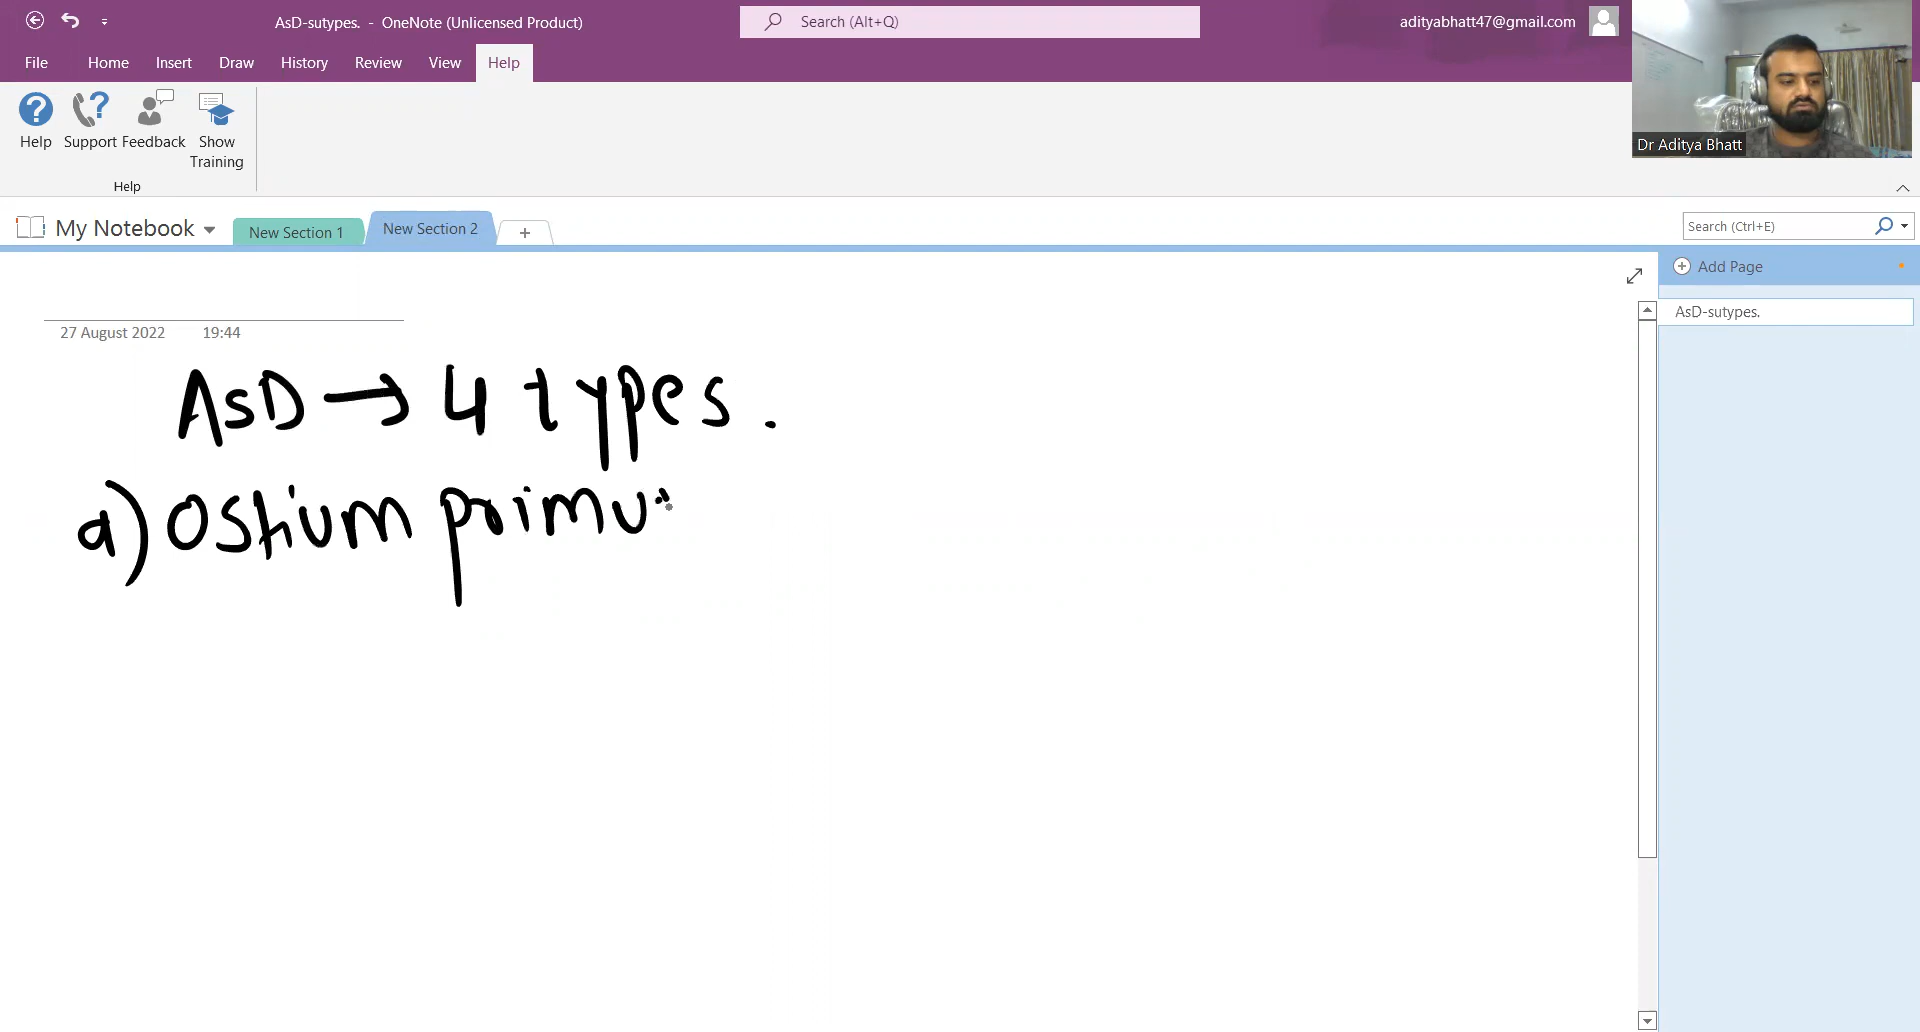 AsD-sutypes. - OneNote (Unlicensed Product)
Search (Alt+Q)
adityabhatt47@gmail.com
File Home Insert Draw History Review View Help
Help Support Feedback Show Training
Help
Dr Aditya Bhatt
My Notebook New Section 1 New Section 2 +
Search (Ctrl+E)
Add Page
AsD-sutypes.
27 August 2022 19:44
AsD → 4 types.
a) Ostium primu